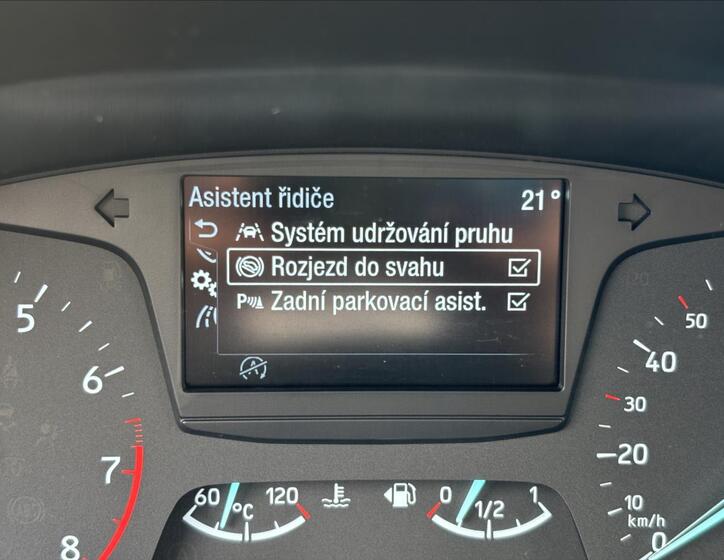 Asistent řidiče 21°
Systém udržování pruhu
Rozjezd do svahu
P Zadní parkovací asist.
A
5
6
7
8
60 °C 120
0 1/2 1
50
40
30
20
10
km/h
0